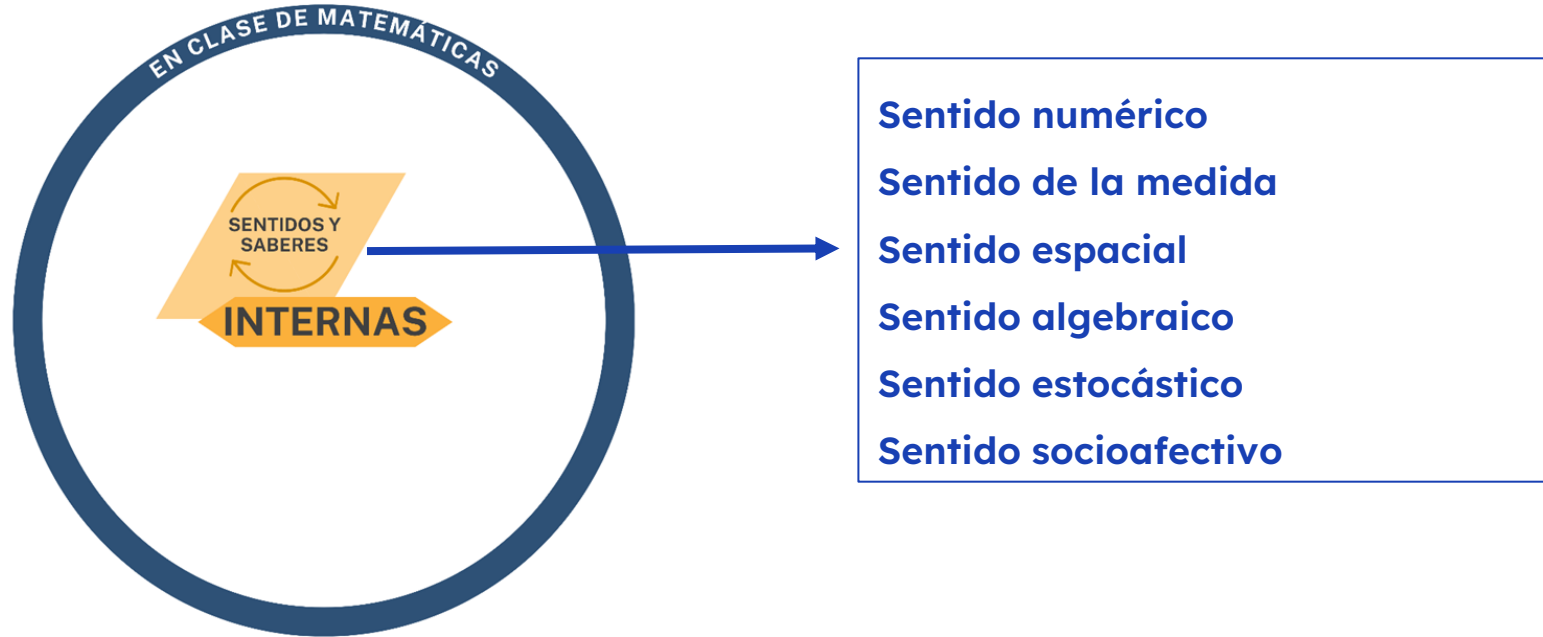 EN CLASE DE MATEMÁTICAS
SENTIDOS Y
SABERES
INTERNAS
Sentido numérico
Sentido de la medida
Sentido espacial
Sentido algebraico
Sentido estocástico
Sentido socioafectivo